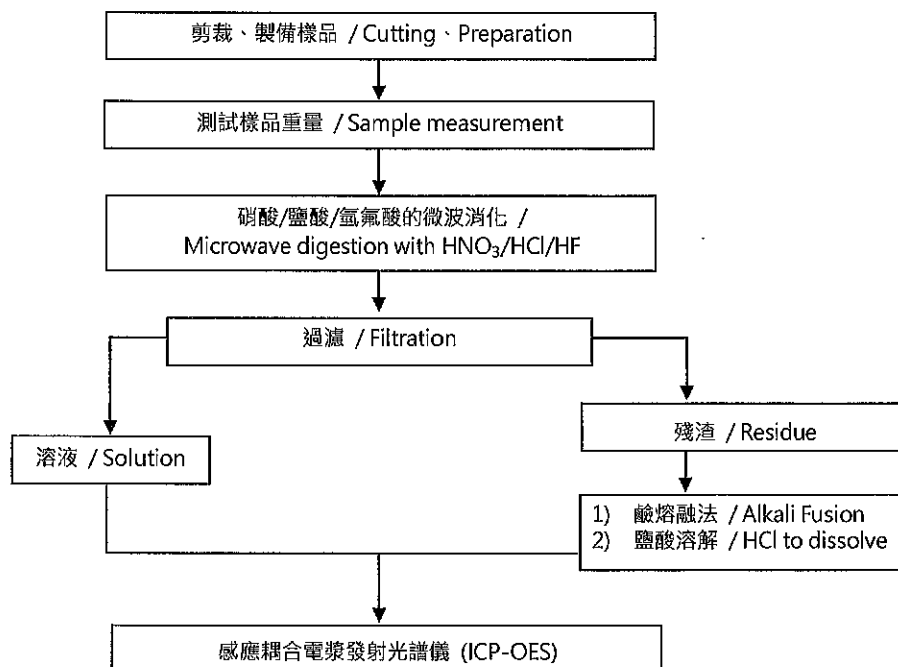 剪裁、製備樣品 / Cutting、Preparation
測試樣品重量 / Sample measurement
硝酸/鹽酸/氫氟酸的微波消化 /
Microwave digestion with HNO₃/HCl/HF
過濾 / Filtration
溶液 / Solution
殘渣 / Residue
1) 鹼熔融法 / Alkali Fusion
2) 鹽酸溶解 / HCl to dissolve
感應耦合電漿發射光譜儀 (ICP-OES)